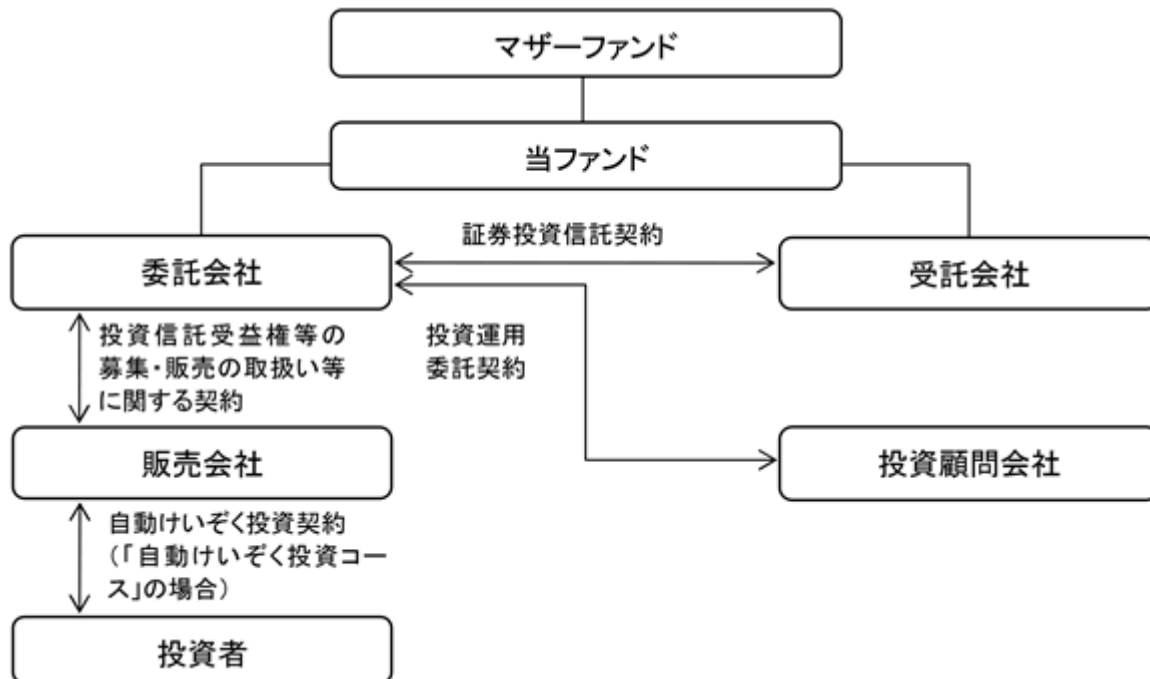 マザーファンド
当ファンド
証券投資信託契約
委託会社
受託会社
投資信託受益権等の
募集・販売の取扱い等
に関する契約
投資運用
委託契約
販売会社
投資顧問会社
自動けいぞく投資契約
(「自動けいぞく投資コー
ス」の場合)
投資者